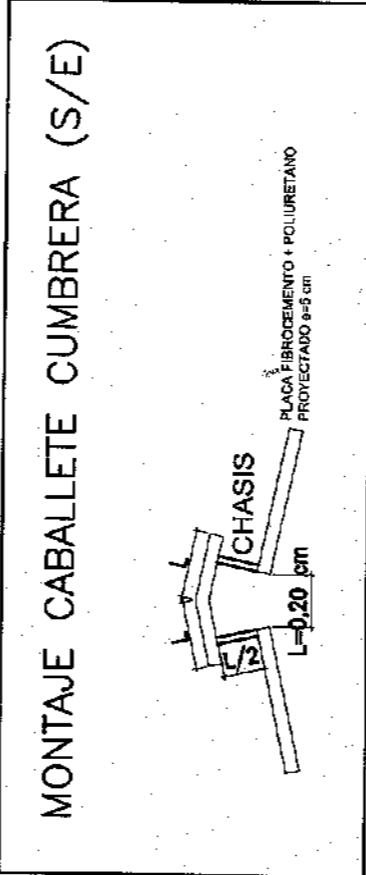 MONTAJE CABALLETE CUMBRERA (S/E)
CHASIS
L/2
L=0,20 cm
PLACA FIBROCEMENTO + POLIURETANO
PROYECTADO e=5 cm